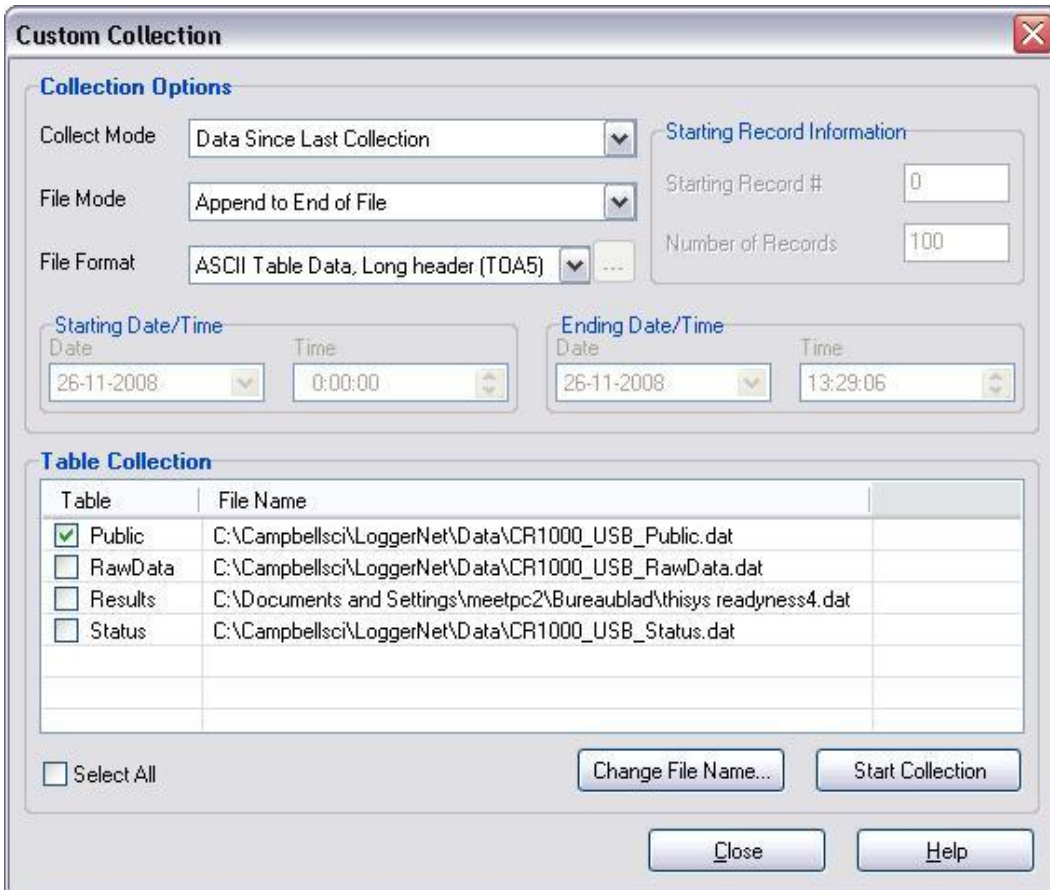 Custom Collection
Collection Options
Collect Mode
Data Since Last Collection
File Mode
Append to End of File
File Format
ASCII Table Data, Long header (TOA5)
...
Starting Record Information
Starting Record #
0
Number of Records
100
Starting Date/Time
Date
Time
26-11-2008
0:00:00
Ending Date/Time
Date
Time
26-11-2008
13:29:06
Table Collection
Table
File Name
Public
C:\Campbellsci\LoggerNet\Data\CR1000_USB_Public.dat
RawData
C:\Campbellsci\LoggerNet\Data\CR1000_USB_RawData.dat
Results
C:\Documents and Settings\meetpc2\Bureaublad\thisys readyness4.dat
Status
C:\Campbellsci\LoggerNet\Data\CR1000_USB_Status.dat
Select All
Change File Name...
Start Collection
Close
Help